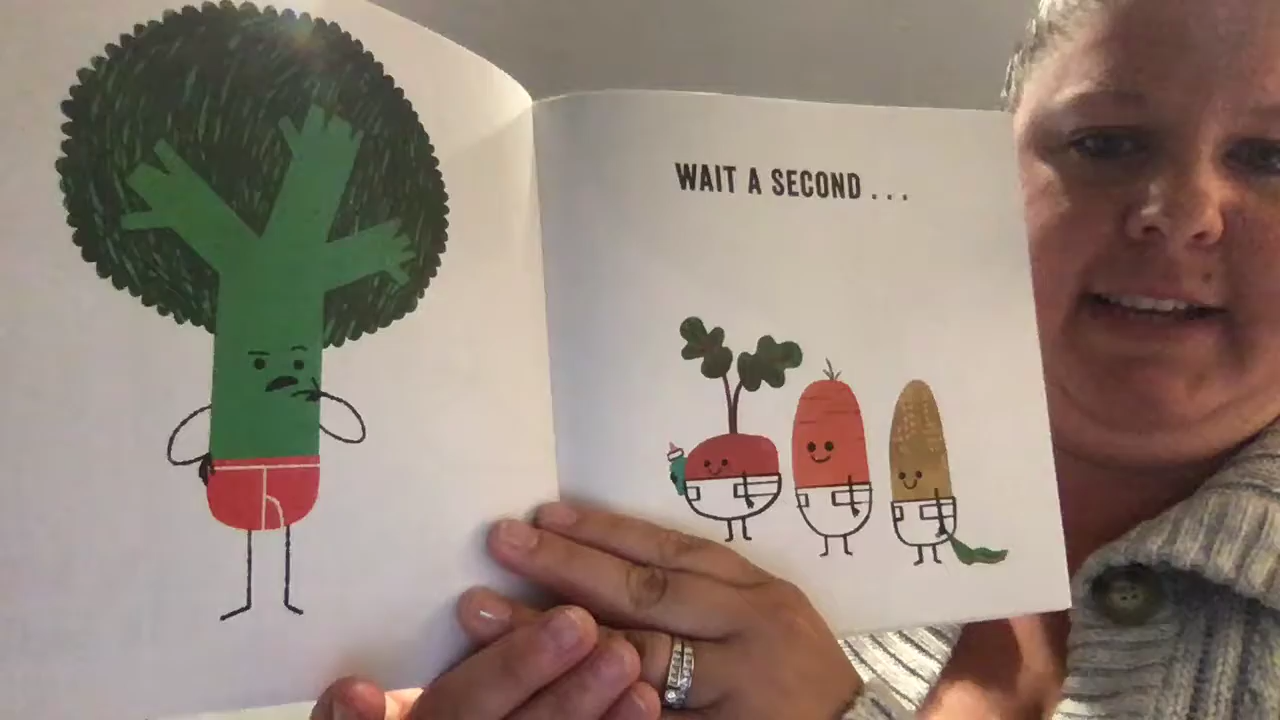 WAIT A SECOND . . .